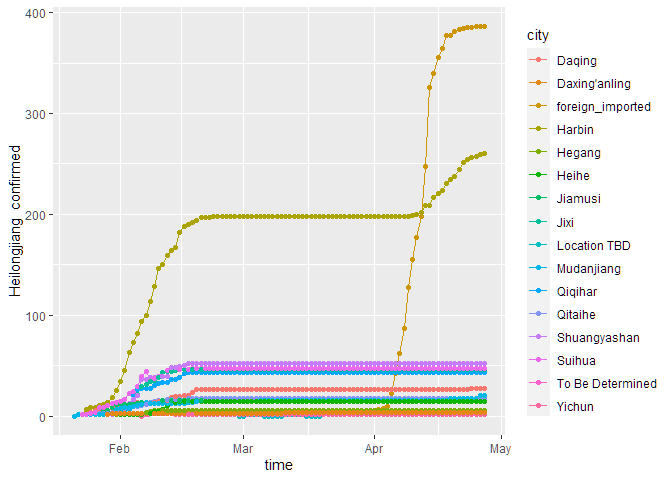 400
300
200
100
0
Heilongjiang_confirmed
Feb
Mar
Apr
May
time
city
Daqing
Daxing'anling
foreign_imported
Harbin
Hegang
Heihe
Jiamusi
Jixi
Location TBD
Mudanjiang
Qiqihar
Qitaihe
Shuangyashan
Suihua
To Be Determined
Yichun